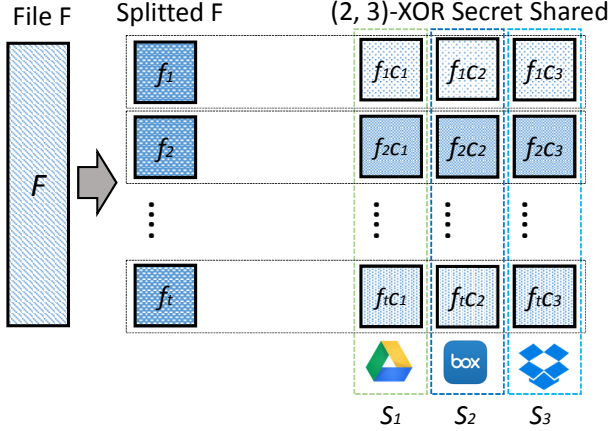 File F Splitted F (2, 3)-XOR Secret Shared
f1 f1c1 f1c2 f1c3
F f2 f2c1 f2c2 f2c3
ft ftc1 ftc2 ftc3
box
S1 S2 S3